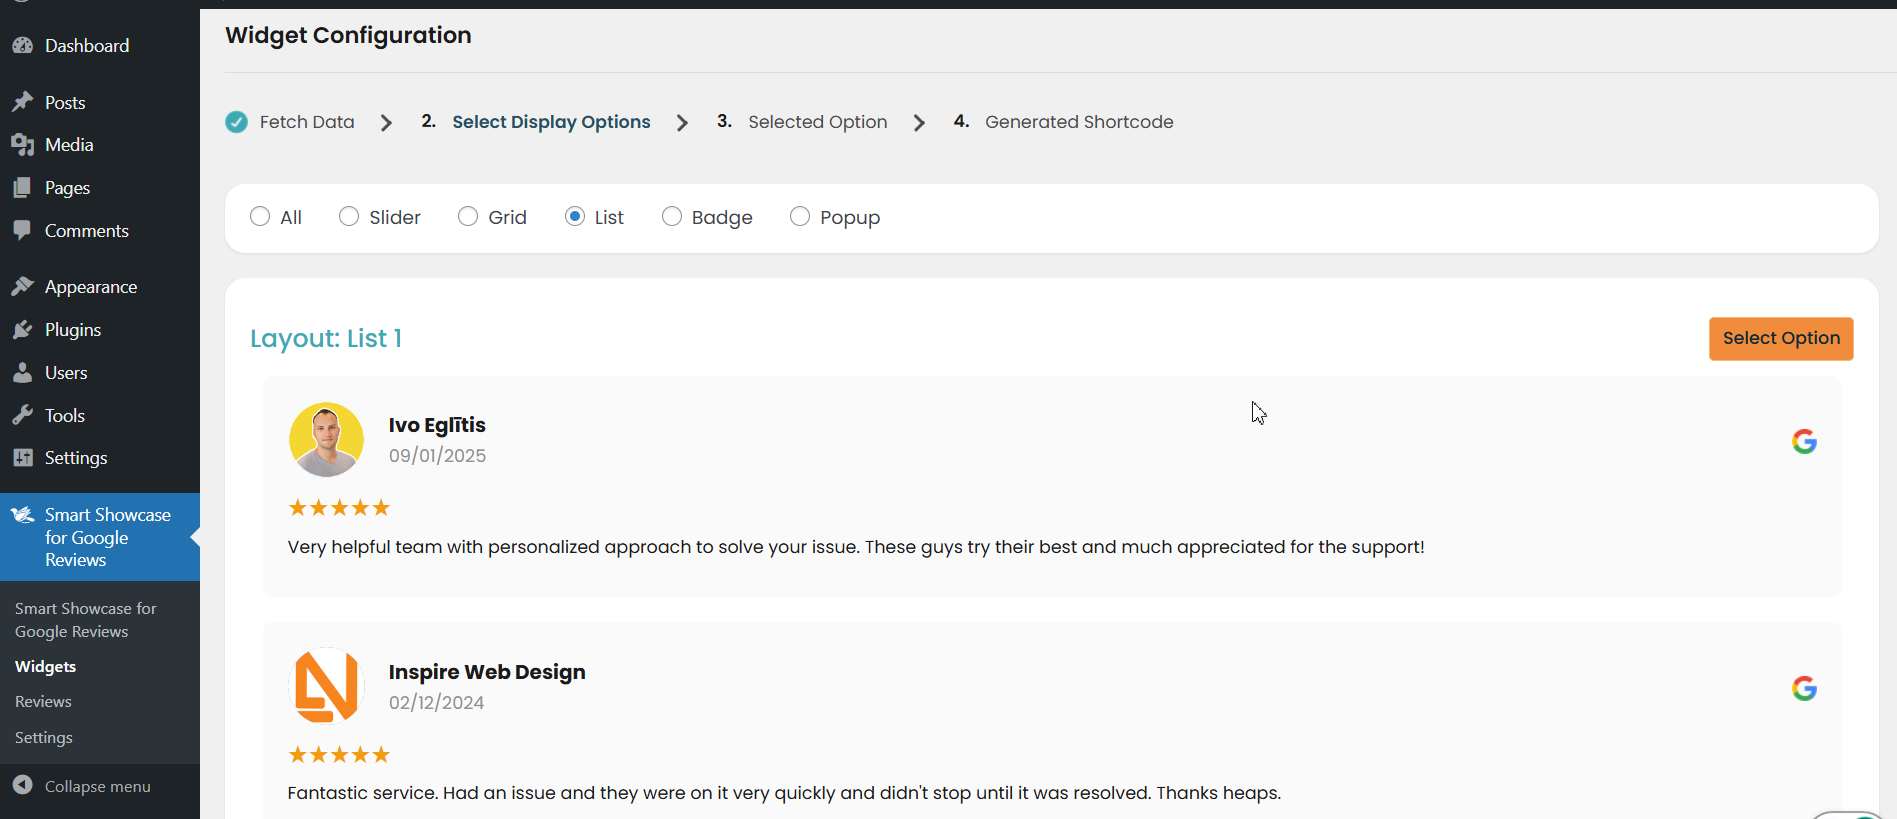 Widget Configuration
Fetch Data
2. Select Display Options
3. Selected Option
4. Generated Shortcode
All
Slider
Grid
List
Badge
Popup
Layout: List 1
Select Option
Ivo Eglītis
09/01/2025
Very helpful team with personalized approach to solve your issue. These guys try their best and much appreciated for the support!
Inspire Web Design
02/12/2024
Fantastic service. Had an issue and they were on it very quickly and didn't stop until it was resolved. Thanks heaps.
Dashboard
Posts
Media
Pages
Comments
Appearance
Plugins
Users
Tools
Settings
Smart Showcase
for Google
Reviews
Smart Showcase for
Google Reviews
Widgets
Reviews
Settings
Collapse menu